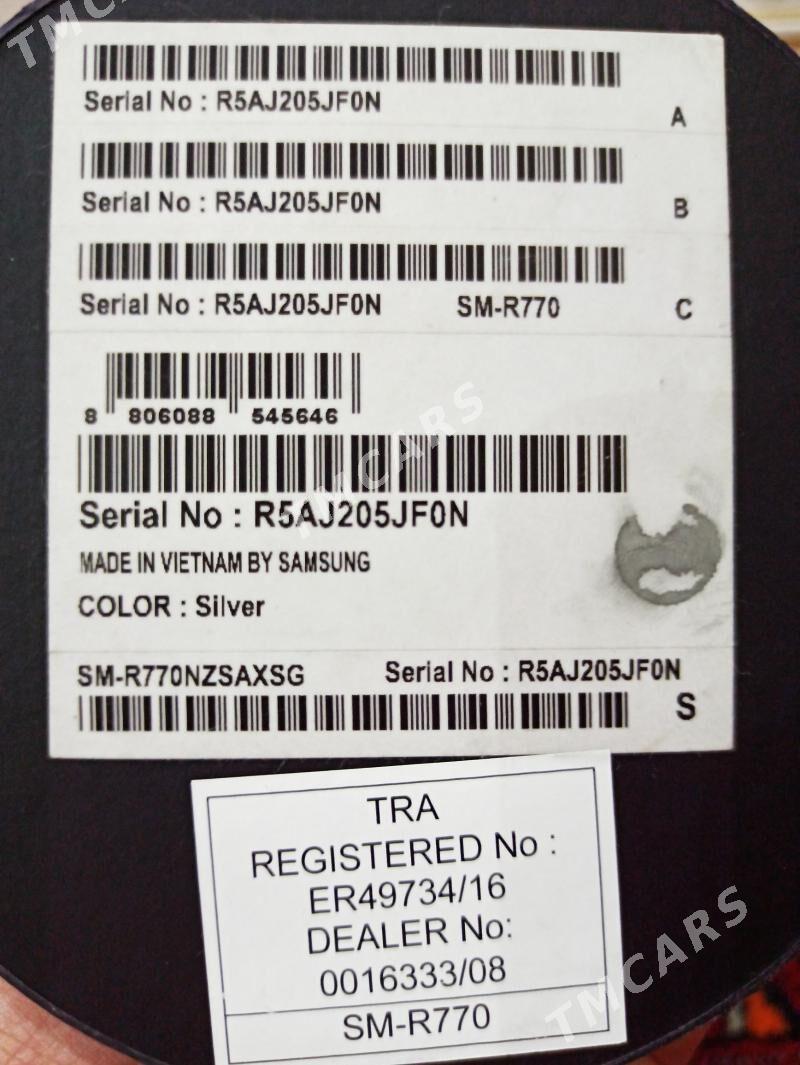 TMCARS
Serial No : R5AJ205JF0N
A
Serial No : R5AJ205JF0N
B
Serial No : R5AJ205JF0N SM-R770 C
8 806088 545646
TMCARS
Serial No : R5AJ205JF0N
MADE IN VIETNAM BY SAMSUNG
COLOR : Silver
SM-R770NZSAXSG Serial No : R5AJ205JF0N
S
TRA
REGISTERED No :
ER49734/16
DEALER No:
0016333/08
SM-R770
TMCARS